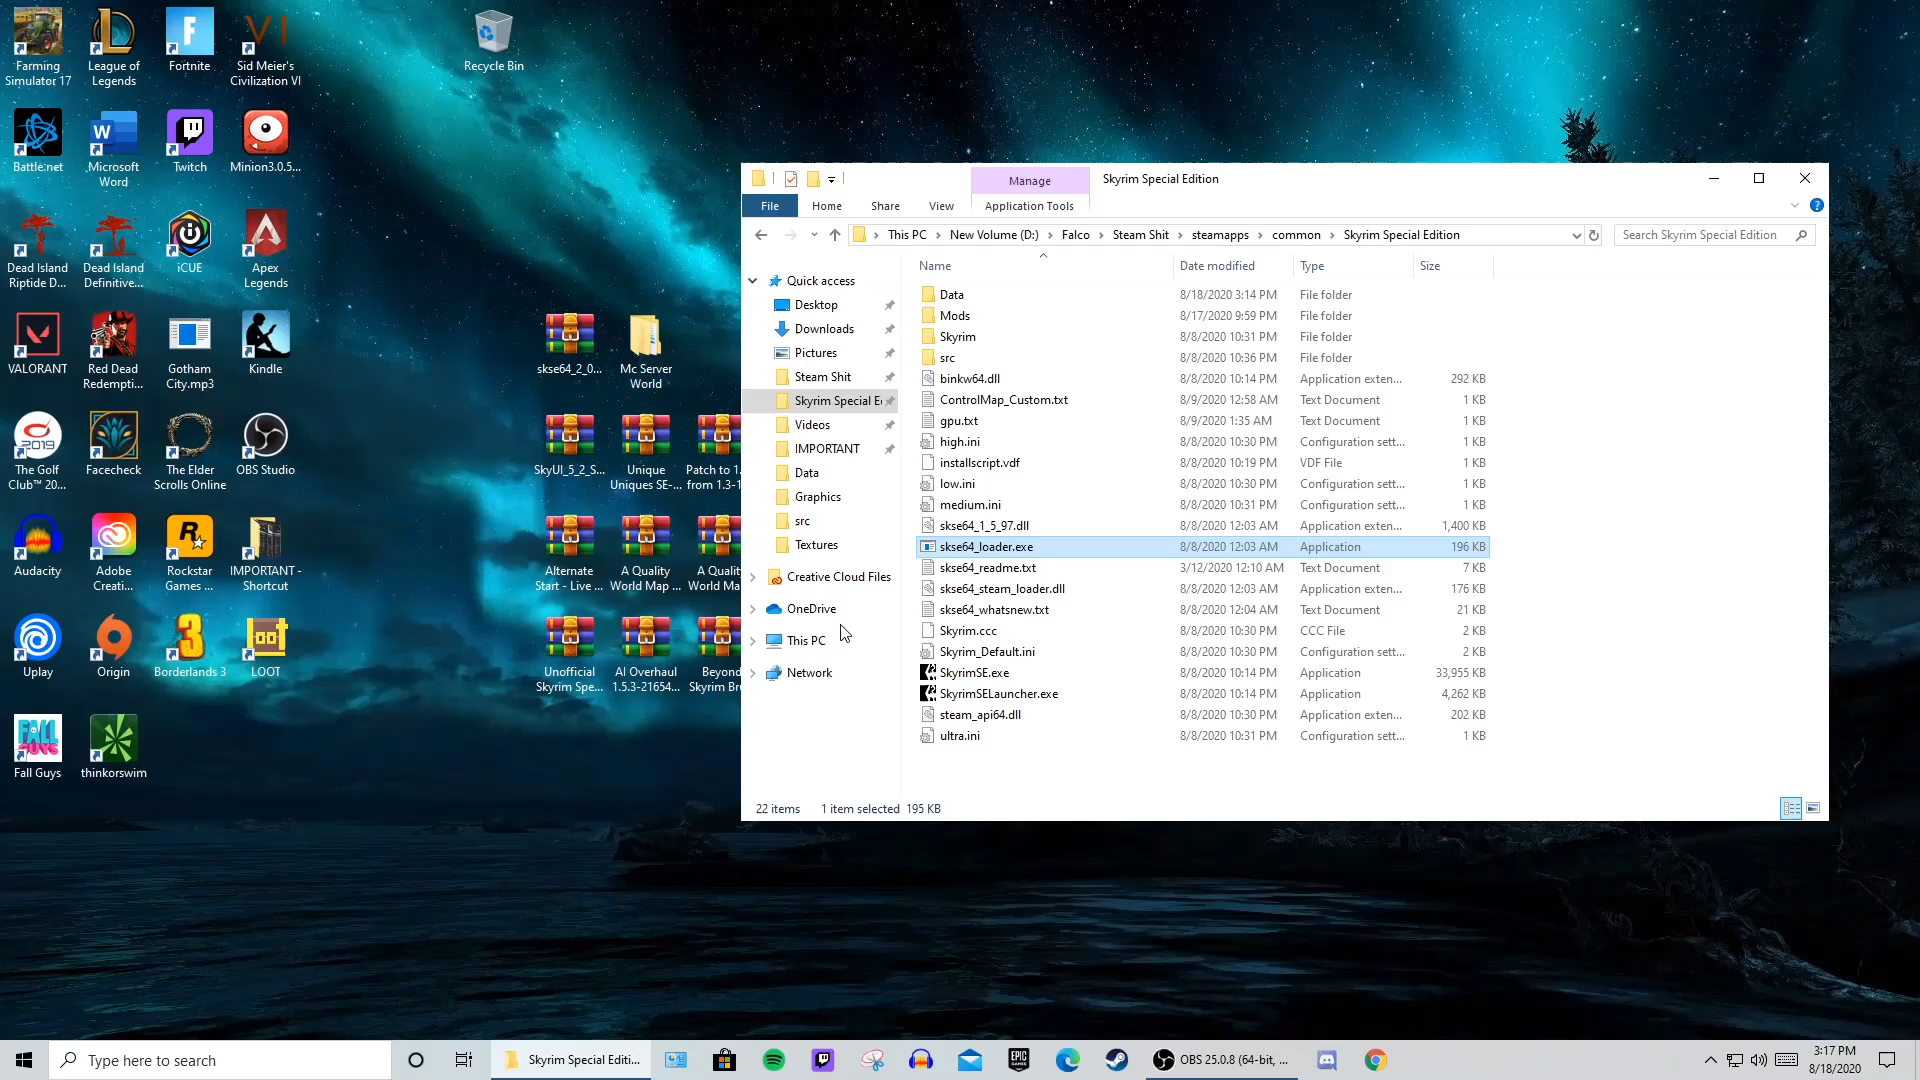 Farming
Simulator 17
League of
Legends
Fortnite
Sid Meier's
Civilization VI
Recycle Bin
Battle.net
Microsoft
Word
Twitch
Minion3.0.5...
Dead Island
Riptide D...
Dead Island
Definitive...
iCUE
Apex
Legends
VALORANT
Red Dead
Redempti...
Gotham
City.mp3
Kindle
The Golf
Club™ 20...
Facecheck
The Elder
Scrolls Online
OBS Studio
Audacity
Adobe
Creati...
Rockstar
Games ...
IMPORTANT -
Shortcut
Uplay
Origin
Borderlands 3
LOOT
Fall Guys
thinkorswim
skse64_2_0...
Mc Server
World
SkyUI_5_2_S...
Unique
Uniques SE-...
Patch to 1.
from 1.3-1
Alternate
Start - Live ...
A Quality
World Map ...
A Qualit
World M
Unofficial
Skyrim Spe...
AI Overhaul
1.5.3-21654...
Beyond
Skyrim Bru
Manage
Skyrim Special Edition
File
Home
Share
View
Application Tools
This PC
New Volume (D:)
Falco
Steam Shit
steamapps
common
Skyrim Special Edition
Search Skyrim Special Edition
Quick access
Desktop
Downloads
Pictures
Steam Shit
Skyrim Special E
Videos
IMPORTANT
Data
Graphics
src
Textures
Creative Cloud Files
OneDrive
This PC
Network
Name Date modified Type Size
Data 8/18/2020 3:14 PM File folder
Mods 8/17/2020 9:59 PM File folder
Skyrim 8/8/2020 10:31 PM File folder
src 8/8/2020 10:36 PM File folder
binkw64.dll 8/8/2020 10:14 PM Application exten... 292 KB
ControlMap_Custom.txt 8/9/2020 12:58 AM Text Document 1 KB
gpu.txt 8/9/2020 1:35 AM Text Document 1 KB
high.ini 8/8/2020 10:30 PM Configuration sett... 1 KB
installscript.vdf 8/8/2020 10:19 PM VDF File 1 KB
low.ini 8/8/2020 10:30 PM Configuration sett... 1 KB
medium.ini 8/8/2020 10:31 PM Configuration sett... 1 KB
skse64_1_5_97.dll 8/8/2020 12:03 AM Application exten... 1,400 KB
skse64_loader.exe 8/8/2020 12:03 AM Application 196 KB
skse64_readme.txt 3/12/2020 12:10 AM Text Document 7 KB
skse64_steam_loader.dll 8/8/2020 12:03 AM Application exten... 176 KB
skse64_whatsnew.txt 8/8/2020 12:04 AM Text Document 21 KB
Skyrim.ccc 8/8/2020 10:30 PM CCC File 2 KB
Skyrim_Default.ini 8/8/2020 10:30 PM Configuration sett... 2 KB
SkyrimSE.exe 8/8/2020 10:14 PM Application 33,955 KB
SkyrimSELauncher.exe 8/8/2020 10:14 PM Application 4,262 KB
steam_api64.dll 8/8/2020 10:30 PM Application exten... 202 KB
ultra.ini 8/8/2020 10:31 PM Configuration sett... 1 KB
22 items 1 item selected 195 KB
Type here to search
Skyrim Special Editi...
OBS 25.0.8 (64-bit, ...
3:17 PM
8/18/2020